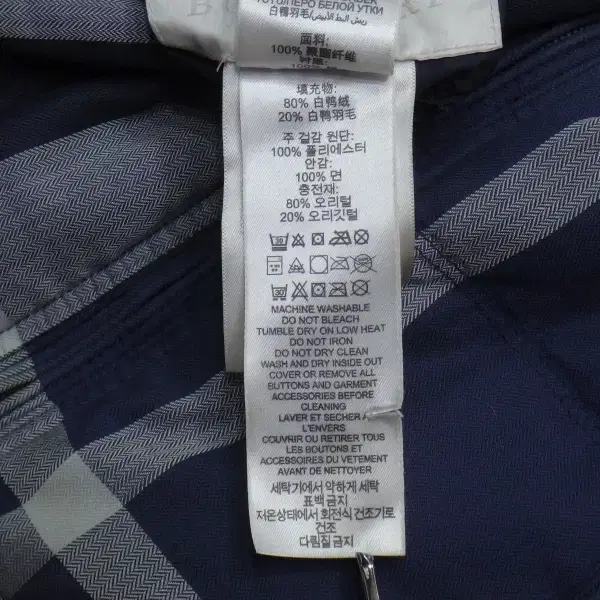 ТОГО/ПЕРО БЕЛОЙ УТКИ
白鸭羽毛
面料:
100% 聚酯纤维
100%
填充物:
80% 白鸭绒
20% 白鸭羽毛
주 겉감 원단:
100% 폴리에스터
안감:
100% 면
충전재:
80% 오리털
20% 오리깃털
MACHINE WASHABLE
DO NOT BLEACH
TUMBLE DRY ON LOW HEAT
DO NOT IRON
DO NOT DRY CLEAN
WASH AND DRY INSIDE OUT
COVER OR REMOVE ALL
BUTTONS AND GARMENT
ACCESSORIES BEFORE
CLEANING
LAVER ET SECHER A
L'ENVERS
COUVRIR OU RETIRER TOUS
LES BOUTONS ET
ACCESSOIRES DU VETEMENT
AVANT DE NETTOYER
세탁기에서 약하게 세탁
표백 금지
저온상태에서 회전식 건조기로
건조
다림질 금지